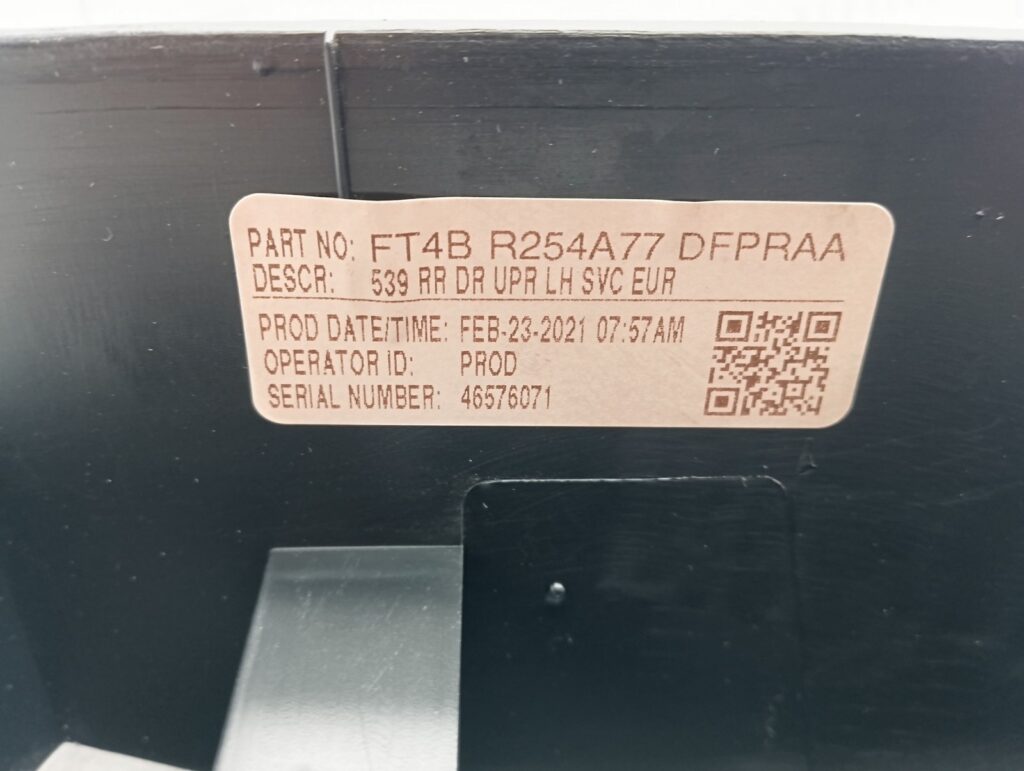 PART NO: FT4B R254A77 DFPRAA
DESCR: 539 RR DR UPR LH SVC EUR
PROD DATE/TIME: FEB-23-2021 07:57AM
OPERATOR ID: PROD
SERIAL NUMBER: 46576071